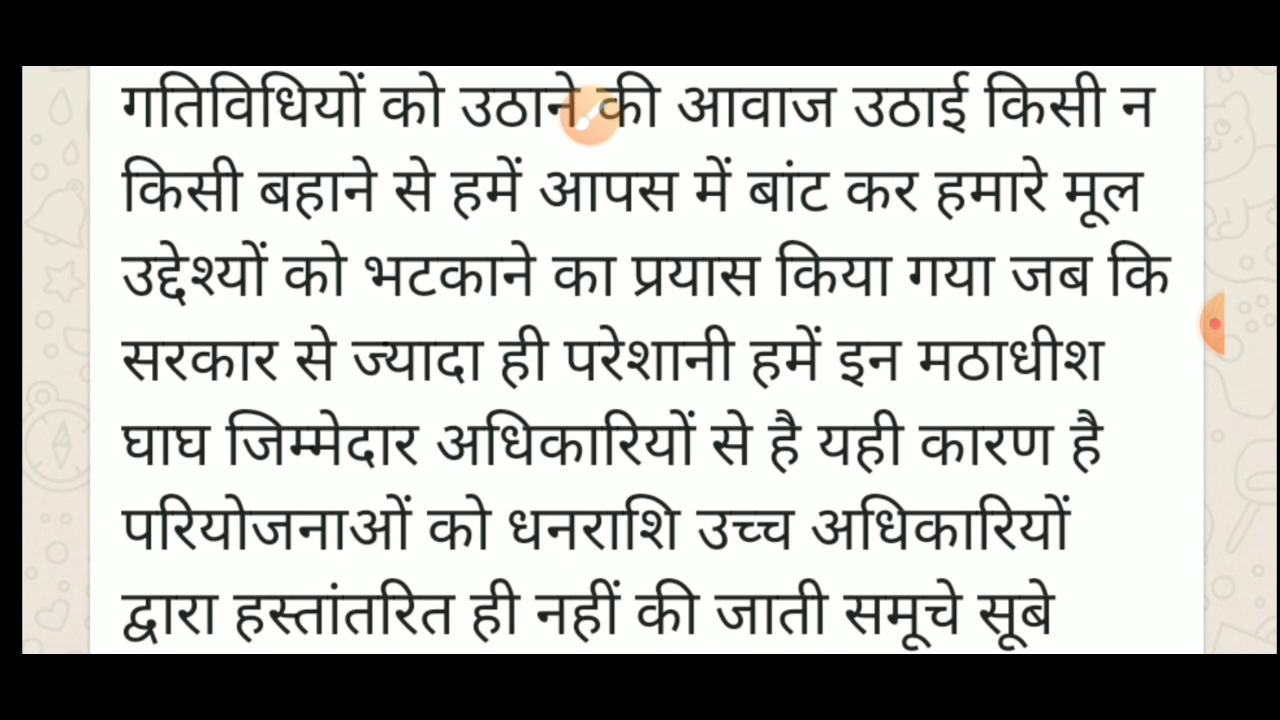 गतिविधियों को उठाने की आवाज उठाई किसी न
किसी बहाने से हमें आपस में बांट कर हमारे मूल
उद्देश्यों को भटकाने का प्रयास किया गया जब कि
सरकार से ज्यादा ही परेशानी हमें इन मठाधीश
घाघ जिम्मेदार अधिकारियों से है यही कारण है
परियोजनाओं को धनराशि उच्च अधिकारियों
द्वारा हस्तांतरित ही नहीं की जाती समूचे सूबे